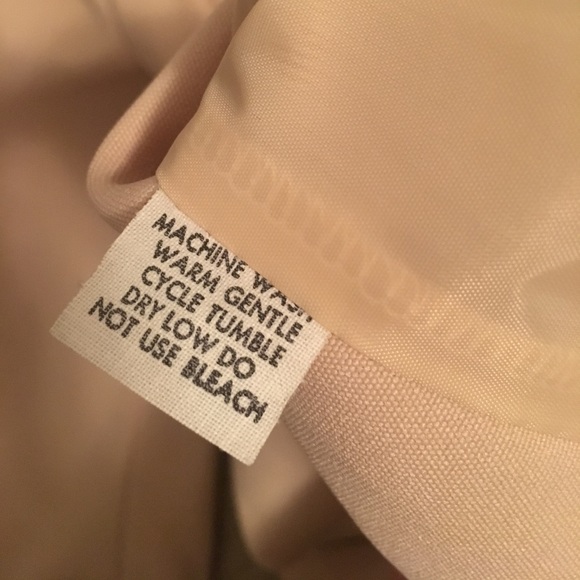 MACHINE WASH
WARM GENTLE
CYCLE TUMBLE
DRY LOW DO
NOT USE BLEACH